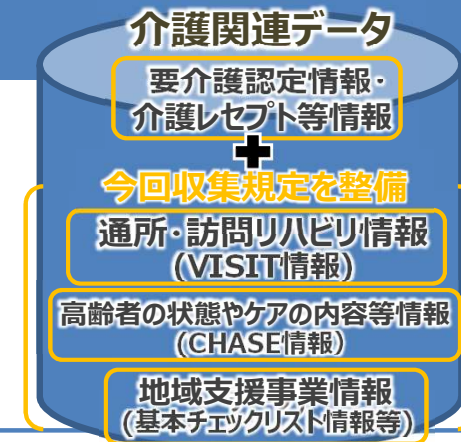 介護関連データ
要介護認定情報・
介護レセプト等情報
+
今回収集規定を整備
通所・訪問リハビリ情報
(VISIT情報)
高齢者の状態やケアの内容等情報
(CHASE情報)
地域支援事業情報
(基本チェックリスト情報等)